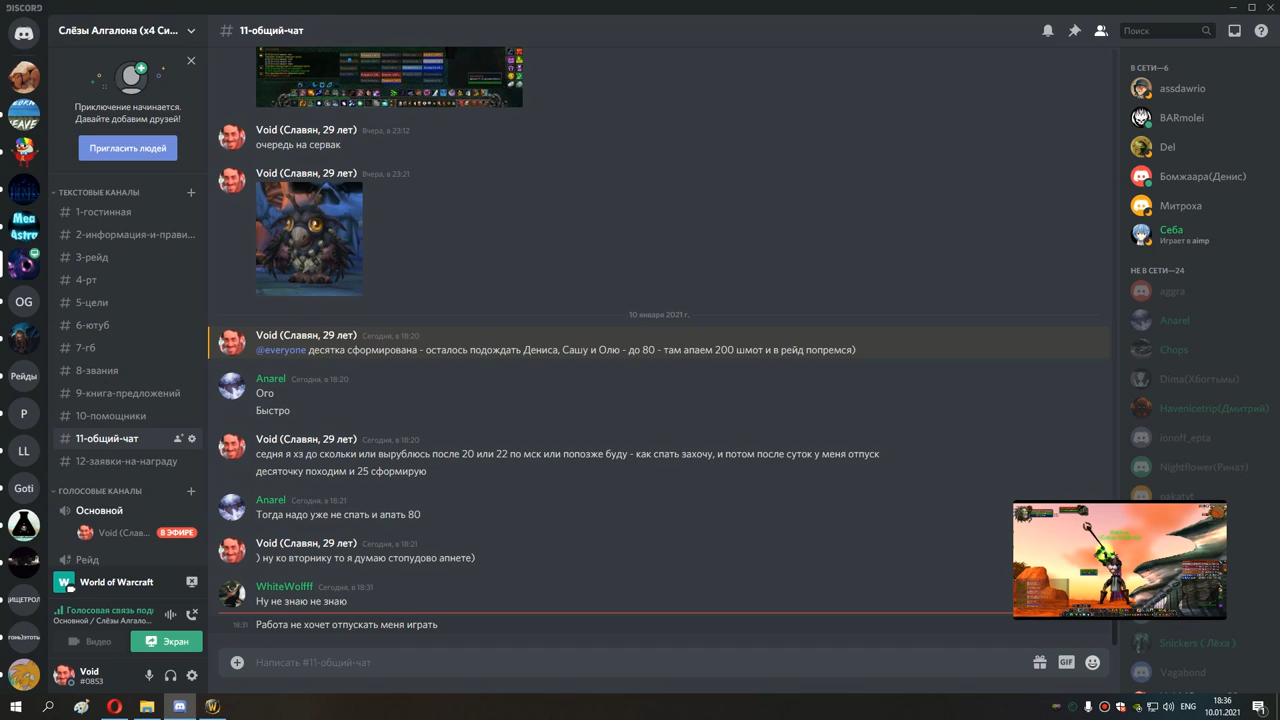 DISCORD
Слёзы Алгалона (x4 Си...
11-общий-чат
Поиск
Приключение начинается.
Давайте добавим друзей!
Пригласить людей
ТЕКСТОВЫЕ КАНАЛЫ
1-гостинная
2-информация-и-прави...
3-рейд
4-рт
5-цели
6-ютуб
7-гб
8-звания
9-книга-предложений
10-помощники
11-общий-чат
12-заявки-на-награду
ГОЛОСОВЫЕ КАНАЛЫ
Основной
Void (Слав...
В ЭФИРЕ
Рейд
World of Warcraft
Голосовая связь под
Основной / Слёзы Алгало...
Видео
Экран
Void
#0853
EAVE
Mea
Astro
OG
Рейды
P
LL
Goti
ИЩЕТРОЛ
Void (Славян, 29 лет) Вчера, в 23:12
очередь на сервак
Void (Славян, 29 лет) Вчера, в 23:21
10 января 2021 г.
Void (Славян, 29 лет) Сегодня, в 18:20
@everyone десятка сформирована - осталось подождать Дениса, Сашу и Олю - до 80 - там апаем 200 шмот и в рейд попремся)
Anarel Сегодня, в 18:20
Ого
Быстро
Void (Славян, 29 лет) Сегодня, в 18:20
седня я хз до скольки или вырублюсь после 20 или 22 по мск или попозже буду - как спать захочу, и потом после суток у меня отпуск
десяточку походим и 25 сформирую
Anarel Сегодня, в 18:21
Тогда надо уже не спать и апать 80
Void (Славян, 29 лет) Сегодня, в 18:21
) ну ко вторнику то я думаю стопудово апнете)
WhiteWolfff Сегодня, в 18:31
Ну не знаю не знаю
18:31 Работа не хочет отпускать меня играть
Написать #11-общий-чат
GIF
В СЕТИ—6
assdawrio
BARmolei
Del
Бомжаара(Денис)
Митроха
Себа
Играет в aimp
НЕ В СЕТИ—24
aggra
Anarel
Chops
Dima(Хбогтьмы)
Havenicetrip(Дмитрий)
ionoff_epta
Nightflower(Ринат)
Snickers ( Лёха )
Vagabond
ENG
18:36
10.01.2021